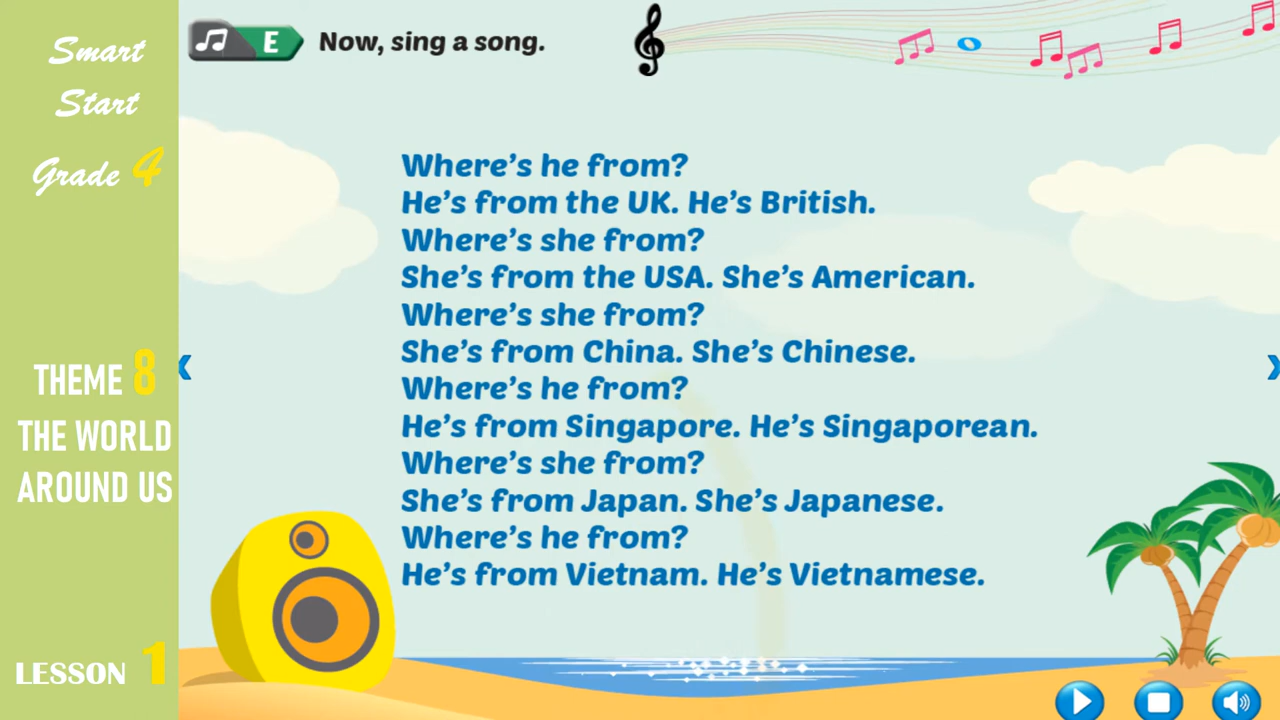 Smart
Start
Grade 4
THEME 8
THE WORLD
AROUND US
LESSON 1
E
Now, sing a song.
Where's he from?
He's from the UK. He's British.
Where's she from?
She's from the USA. She's American.
Where's she from?
She's from China. She's Chinese.
Where's he from?
He's from Singapore. He's Singaporean.
Where's she from?
She's from Japan. She's Japanese.
Where's he from?
He's from Vietnam. He's Vietnamese.